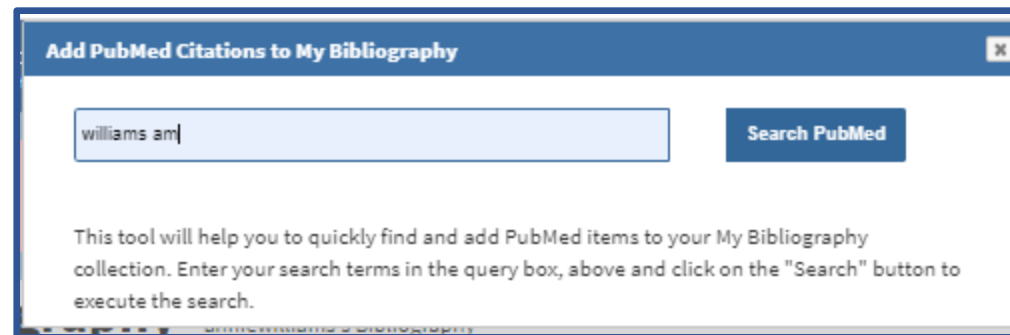 Add PubMed Citations to My Bibliography
williams am
Search PubMed
This tool will help you to quickly find and add PubMed items to your My Bibliography
collection. Enter your search terms in the query box, above and click on the "Search" button to
execute the search.
anniewilliams's Bibliography